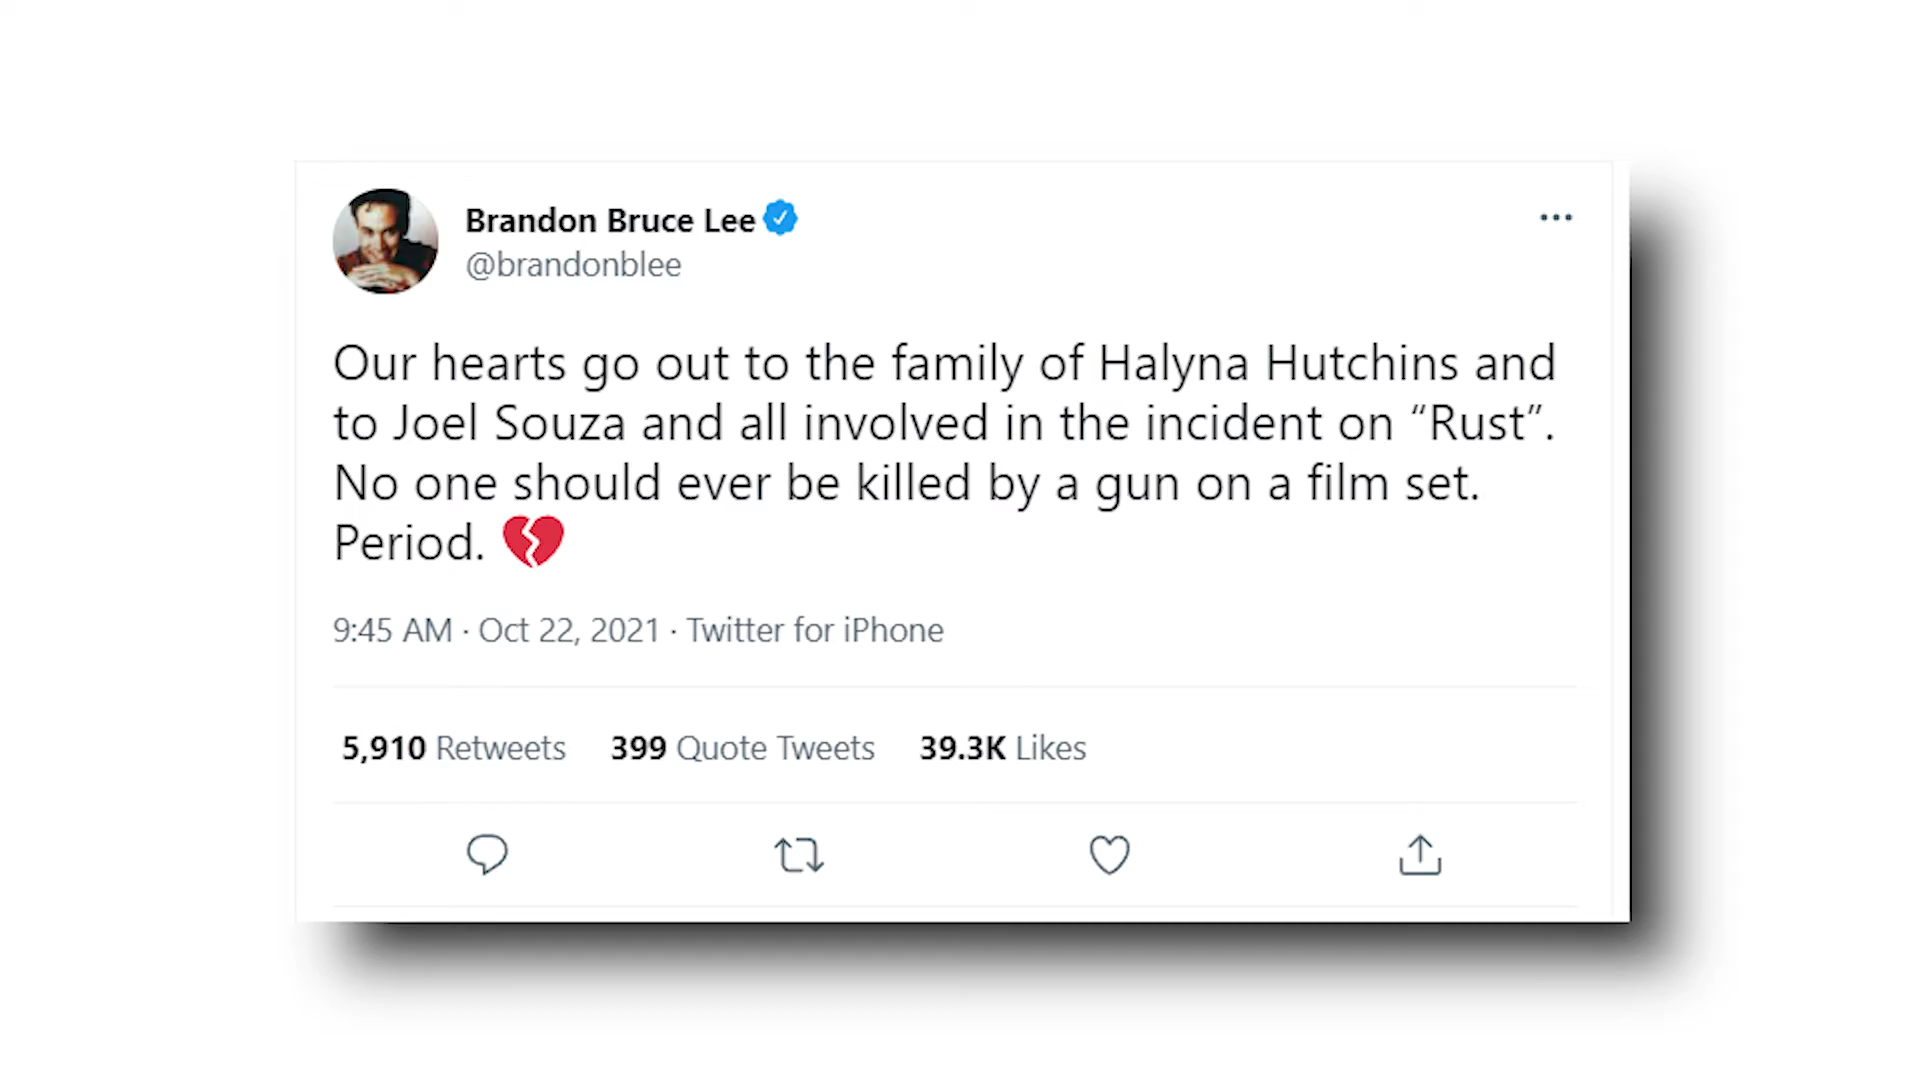 Brandon Bruce Lee
@brandonblee
Our hearts go out to the family of Halyna Hutchins and
to Joel Souza and all involved in the incident on “Rust”.
No one should ever be killed by a gun on a film set.
Period. 💔
9:45 AM · Oct 22, 2021 · Twitter for iPhone
5,910 Retweets 399 Quote Tweets 39.3K Likes